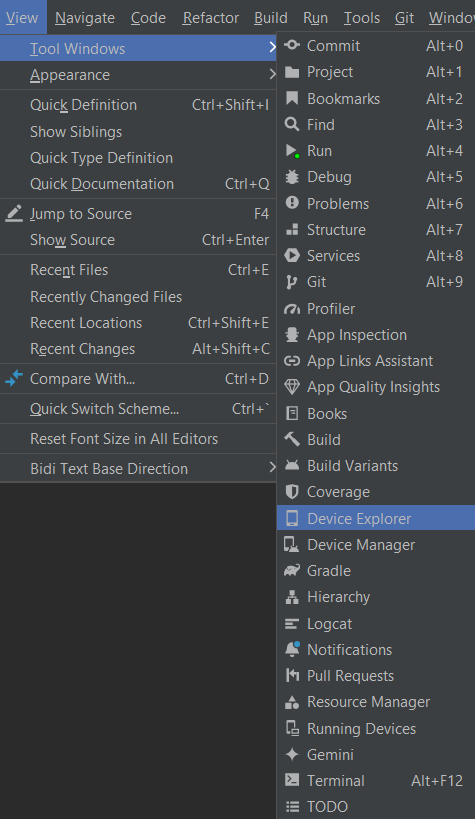 View Navigate Code Refactor Build Run Tools Git Windo
Tool Windows
Appearance
Quick Definition Ctrl+Shift+I
Show Siblings
Quick Type Definition
Quick Documentation Ctrl+Q
Jump to Source F4
Show Source Ctrl+Enter
Recent Files Ctrl+E
Recently Changed Files
Recent Locations Ctrl+Shift+E
Recent Changes Alt+Shift+C
Compare With... Ctrl+D
Quick Switch Scheme... Ctrl+`
Reset Font Size in All Editors
Bidi Text Base Direction
Commit Alt+0
Project Alt+1
Bookmarks Alt+2
Find Alt+3
Run Alt+4
Debug Alt+5
Problems Alt+6
Structure Alt+7
Services Alt+8
Git Alt+9
Profiler
App Inspection
App Links Assistant
App Quality Insights
Books
Build
Build Variants
Coverage
Device Explorer
Device Manager
Gradle
Hierarchy
Logcat
Notifications
Pull Requests
Resource Manager
Running Devices
Gemini
Terminal Alt+F12
TODO